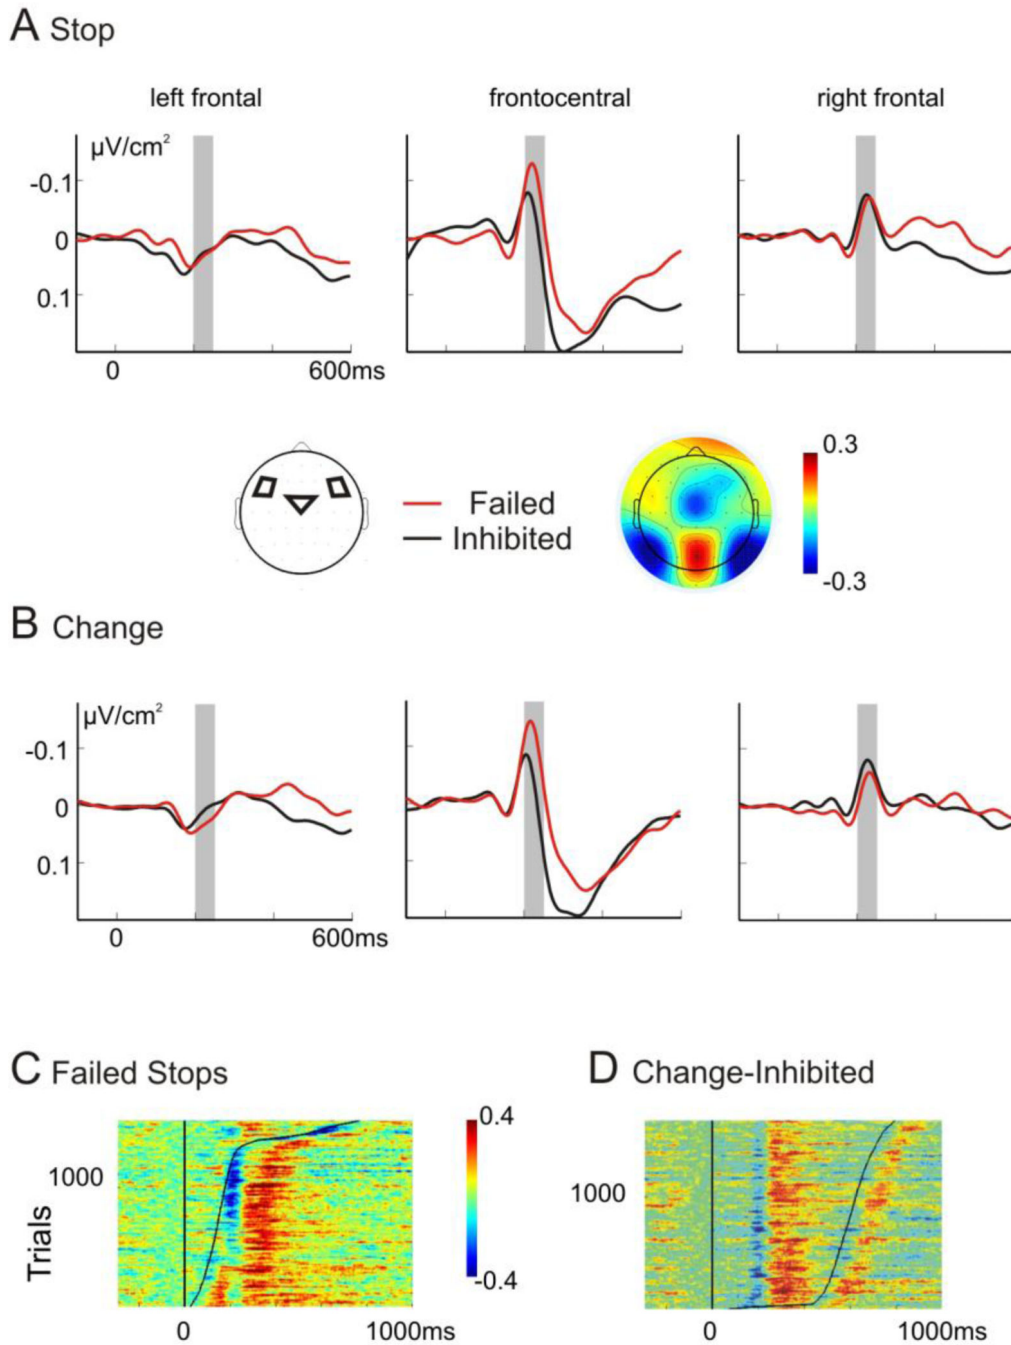 A Stop
left frontal frontocentral right frontal
µV/cm²
-0.1
0
0.1
0 600ms
0.3
Failed
Inhibited
-0.3
B Change
µV/cm²
-0.1
0
0.1
0 600ms
C Failed Stops D Change-Inhibited
0.4
1000 1000
Trials
-0.4
0 1000ms 0 1000ms